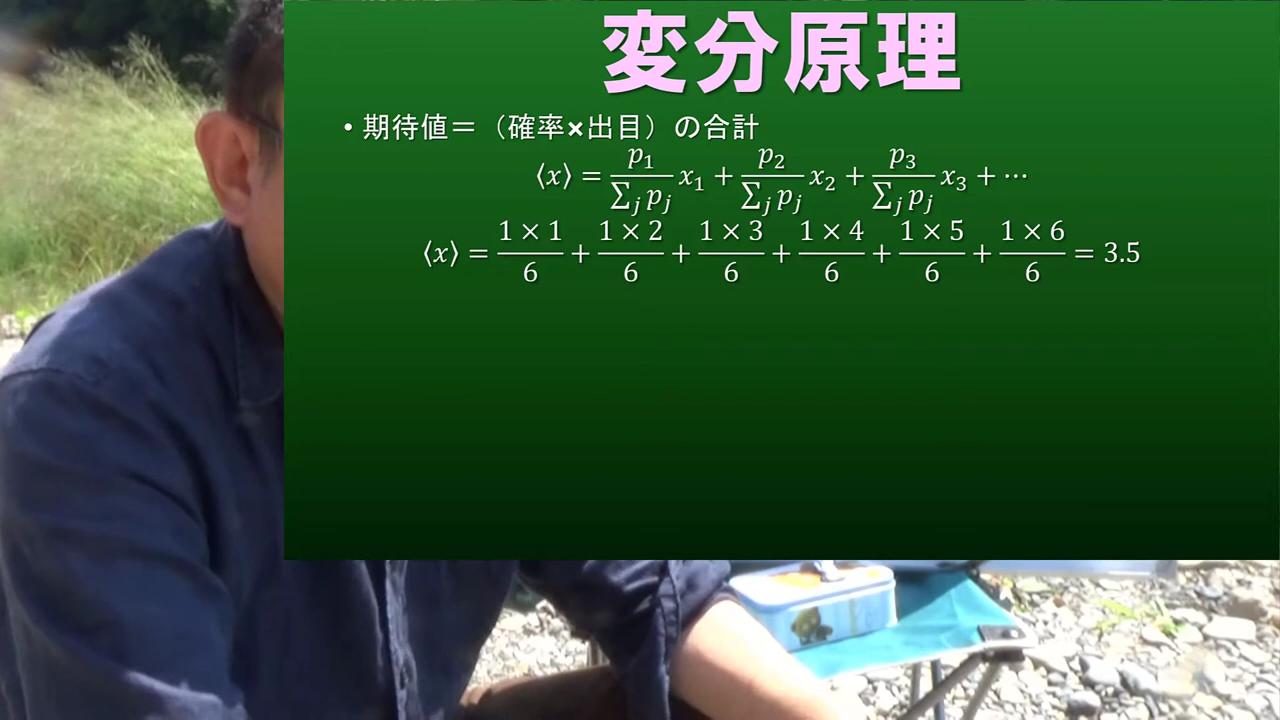 変分原理
• 期待値＝（確率×出目）の合計
⟨x⟩ = p₁/∑ⱼ pⱼ x₁ + p₂/∑ⱼ pⱼ x₂ + p₃/∑ⱼ pⱼ x₃ + ⋯
⟨x⟩ = 1 × 1/6 + 1 × 2/6 + 1 × 3/6 + 1 × 4/6 + 1 × 5/6 + 1 × 6/6 = 3.5